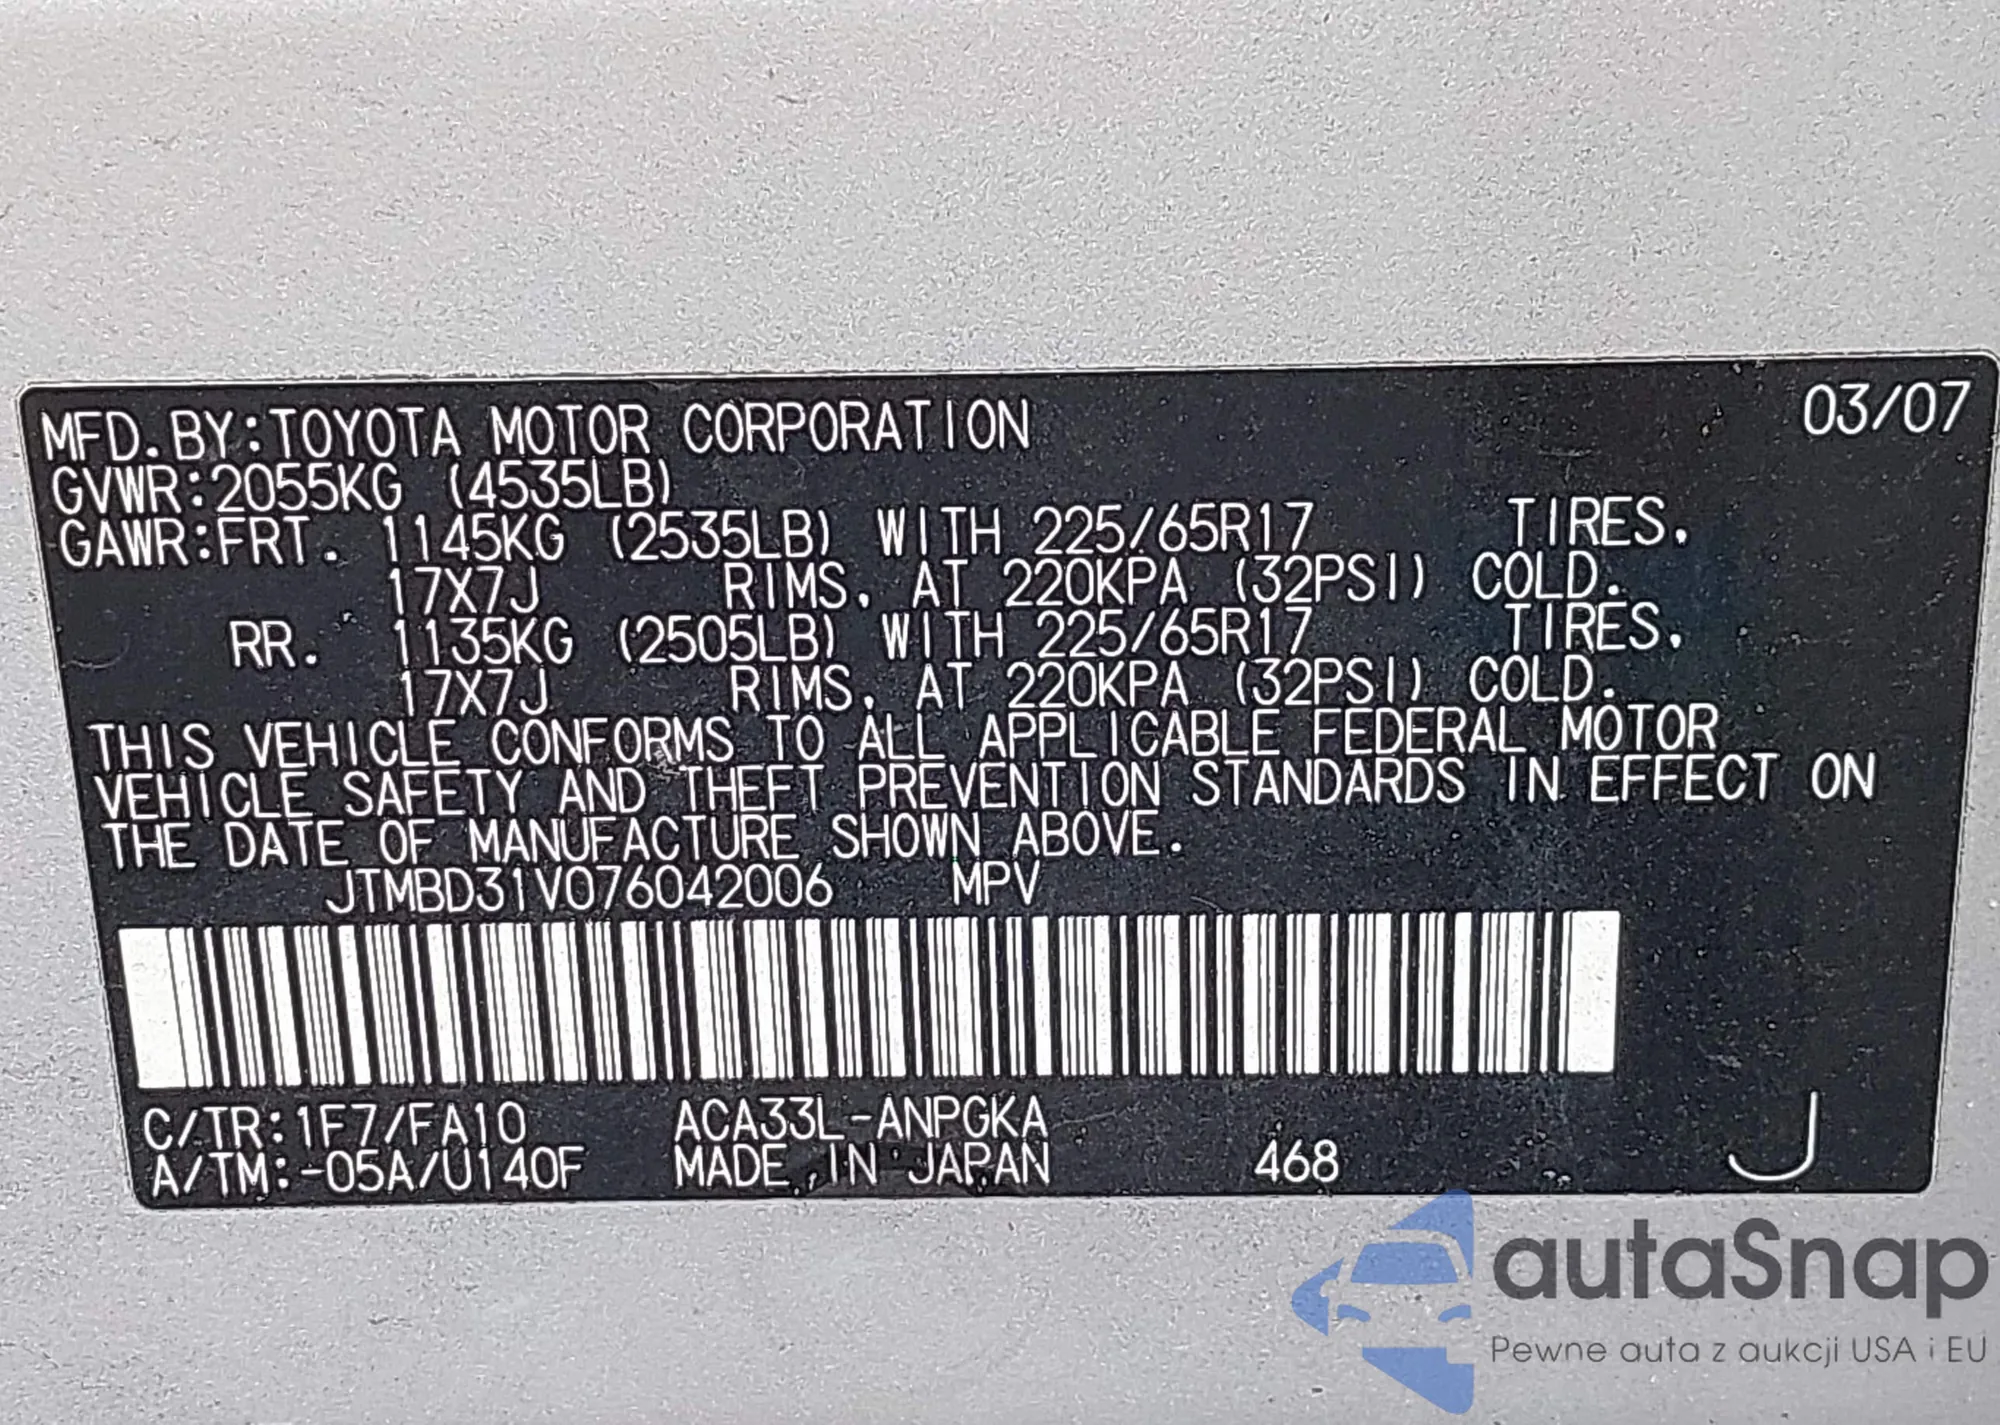 MFD.BY:TOYOTA MOTOR CORPORATION 03/07
GVWR:2055KG (4535LB)
GAWR:FRT. 1145KG (2535LB) WITH 225/65R17 TIRES,
17X7J RIMS, AT 220KPA (32PSI) COLD.
RR. 1135KG (2505LB) WITH 225/65R17 TIRES,
17X7J RIMS, AT 220KPA (32PSI) COLD.
THIS VEHICLE CONFORMS TO ALL APPLICABLE FEDERAL MOTOR
VEHICLE SAFETY AND THEFT PREVENTION STANDARDS IN EFFECT ON
THE DATE OF MANUFACTURE SHOWN ABOVE.
JTMBD31V076042006 MPV
C/TR:1F7/FA10 ACA33L-ANPGKA
A/TM:-05A/U140F MADE IN JAPAN 468 J
autaSnap
Pewne auta z aukcji USA i EU